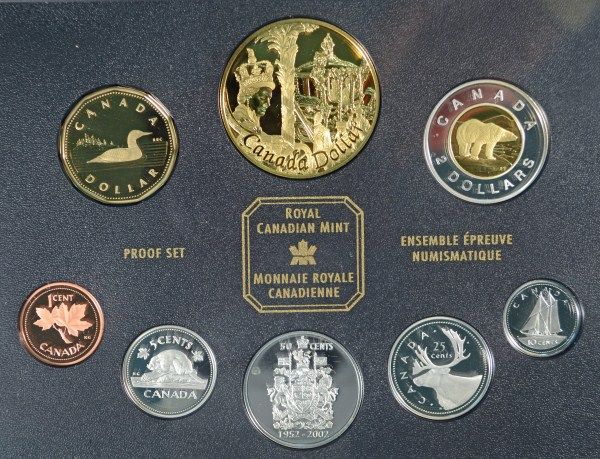 Canada Dollar
CANADA
DOLLAR
CANADA
2 DOLLARS
ROYAL
CANADIAN MINT
MONNAIE ROYALE
CANADIENNE
PROOF SET
ENSEMBLE ÉPREUVE
NUMISMATIQUE
1 CENT
CANADA
5 CENTS
CANADA
50 CENTS
1952-2002
25
Cents
CANADA
CANADA
10 CENTS